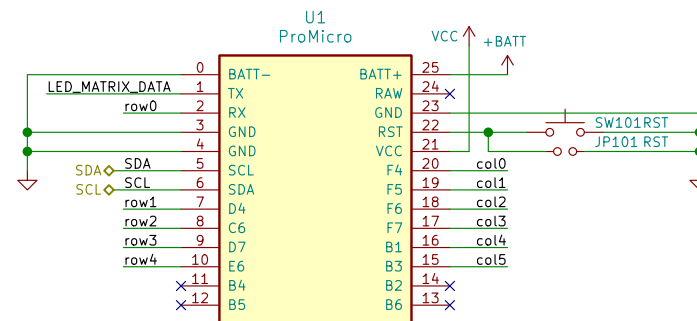 U1
ProMicro
VCC
+BATT
0 BATT- BATT+ 25
LED_MATRIX_DATA 1 TX RAW 24
row0 2 RX GND 23
3 GND RST 22 SW101 RST
4 GND VCC 21 JP101 RST
SDA SDA 5 SCL F4 20 col0
SCL SCL 6 SDA F5 19 col1
row1 7 D4 F6 18 col2
row2 8 C6 F7 17 col3
row3 9 D7 B1 16 col4
row4 10 E6 B3 15 col5
11 B4 B2 14
12 B5 B6 13